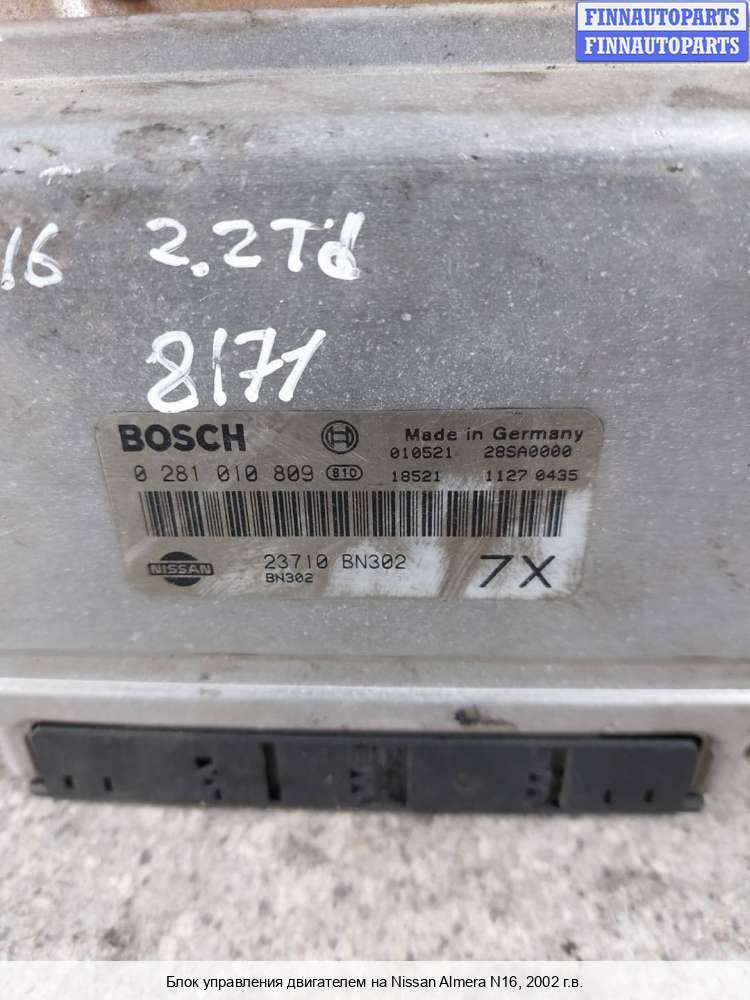 FINNAUTOPARTS
FINNAUTOPARTS
16 2.2Td
8171
BOSCH Made in Germany
010521 28SA0000
0 281 010 809 810 18521 1127 0435
NISSAN 23710 BN302 7X
BN302
Блок управления двигателем на Nissan Almera N16, 2002 г.в.